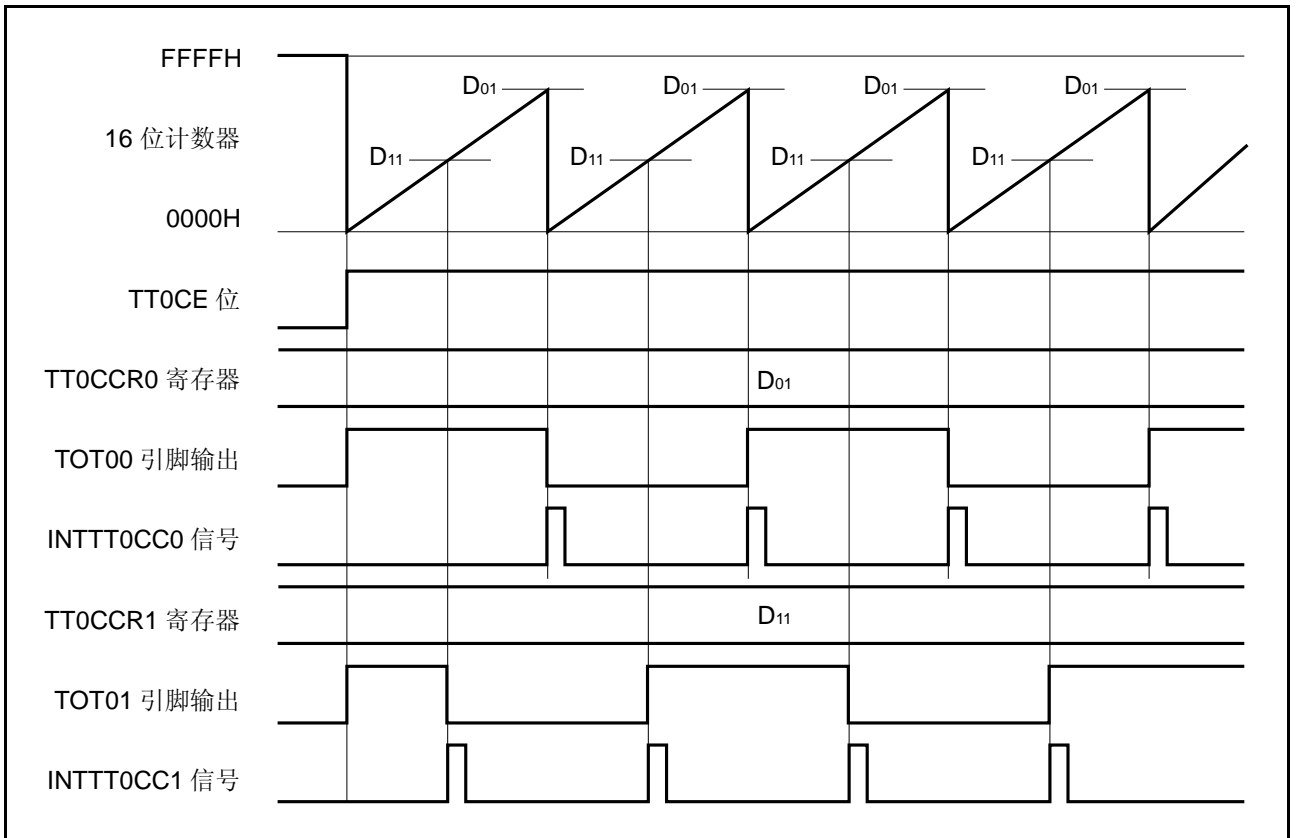 FFFFH
D01 D01 D01 D01
16 位计数器
D11 D11 D11 D11
0000H
TT0CE 位
TT0CCR0 寄存器
D01
TOT00 引脚输出
INTTT0CC0 信号
TT0CCR1 寄存器
D11
TOT01 引脚输出
INTTT0CC1 信号